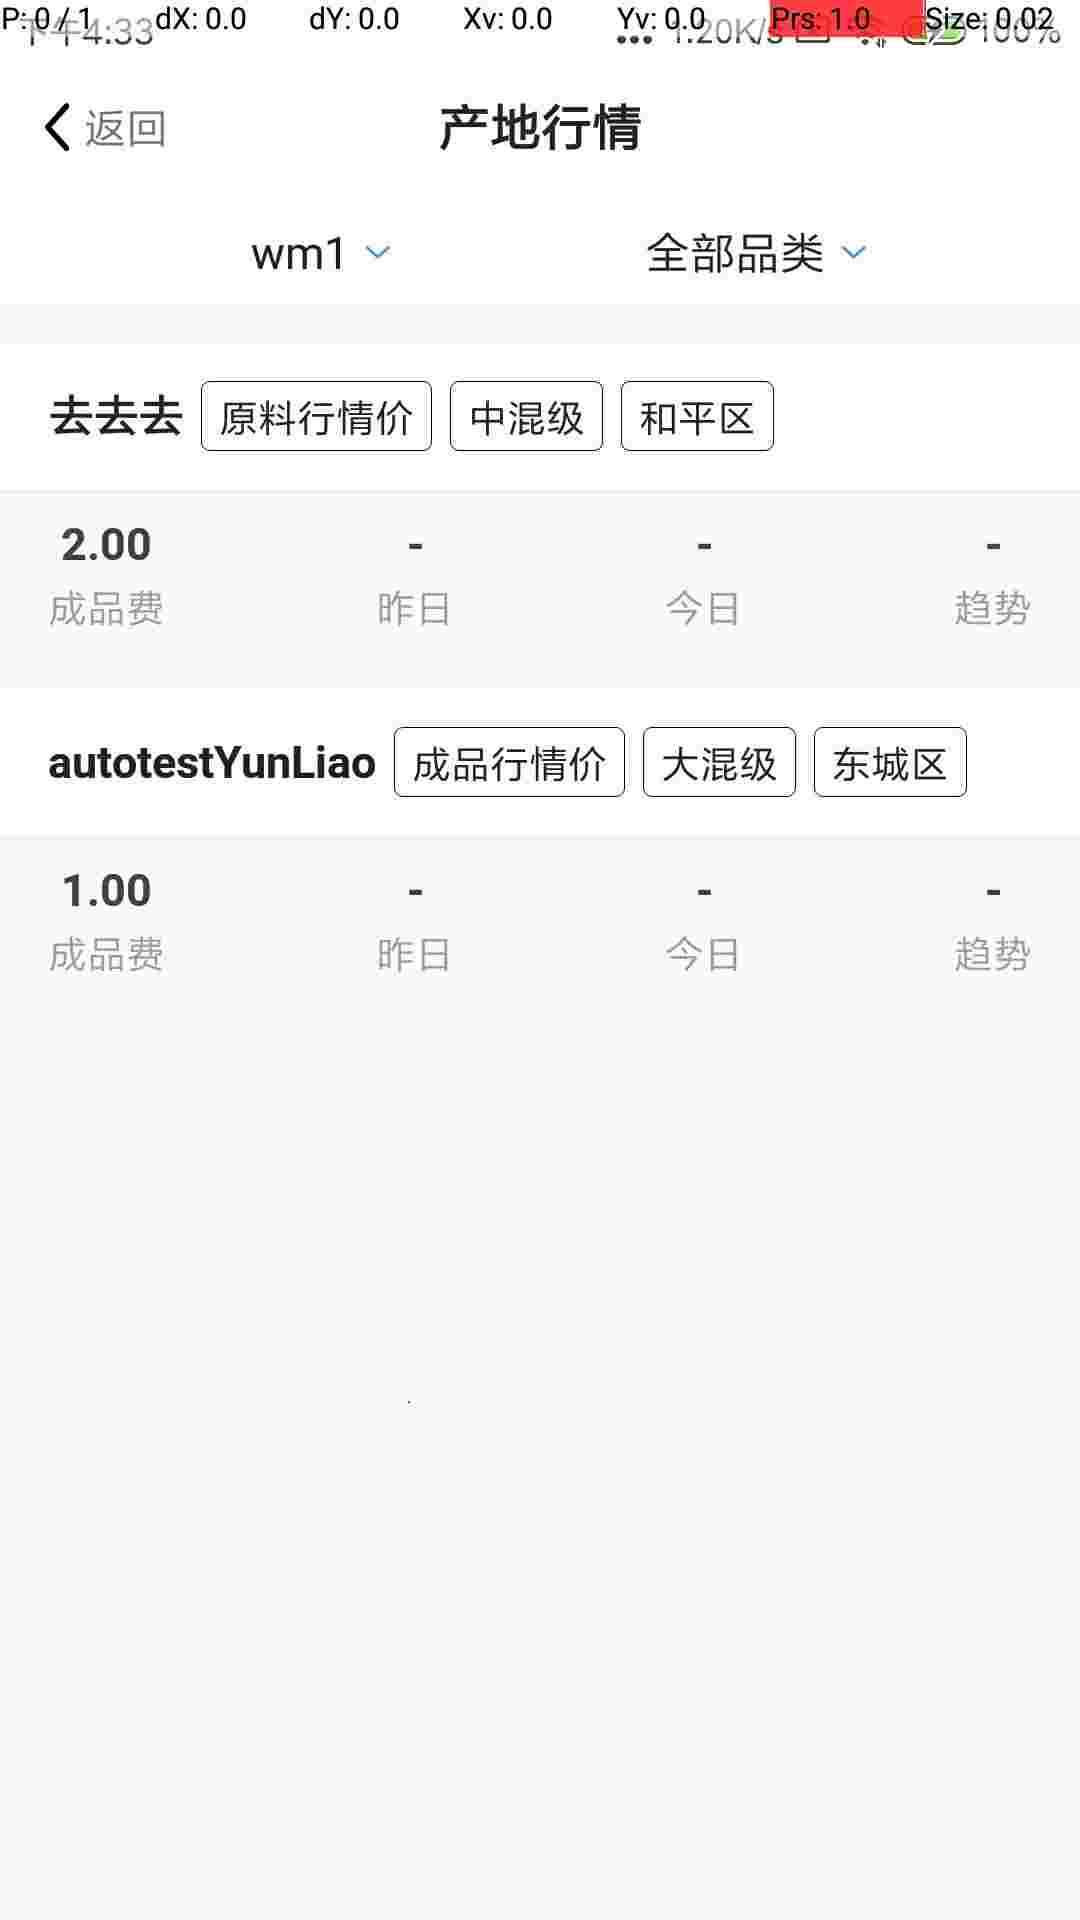 P: 0 / 1 dX: 0.0 dY: 0.0 Xv: 0.0 Yv: 0.0 Prs: 1.0 Size: 0.02
下午4:33 ... 1.20K/s 100%
返回 产地行情
wm1 全部品类
去去去 原料行情价 中混级 和平区
2.00 - - -
成品费 昨日 今日 趋势
autotestYunLiao 成品行情价 大混级 东城区
1.00 - - -
成品费 昨日 今日 趋势